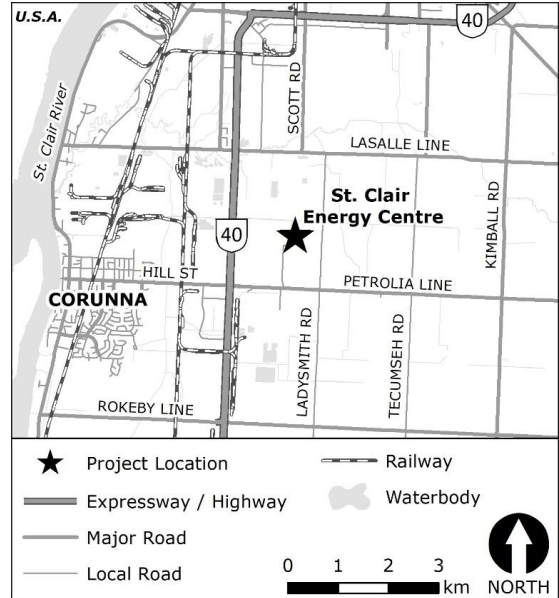 U.S.A.
40
St. Clair River
SCOTT RD
LASALLE LINE
St. Clair
Energy Centre
KIMBALL RD
40
HILL ST
PETROLIA LINE
CORUNNA
LADYSMITH RD
TECUMSEH RD
ROKEBY LINE
Project Location
Railway
Expressway / Highway
Waterbody
Major Road
Local Road
0 1 2 3
km
NORTH